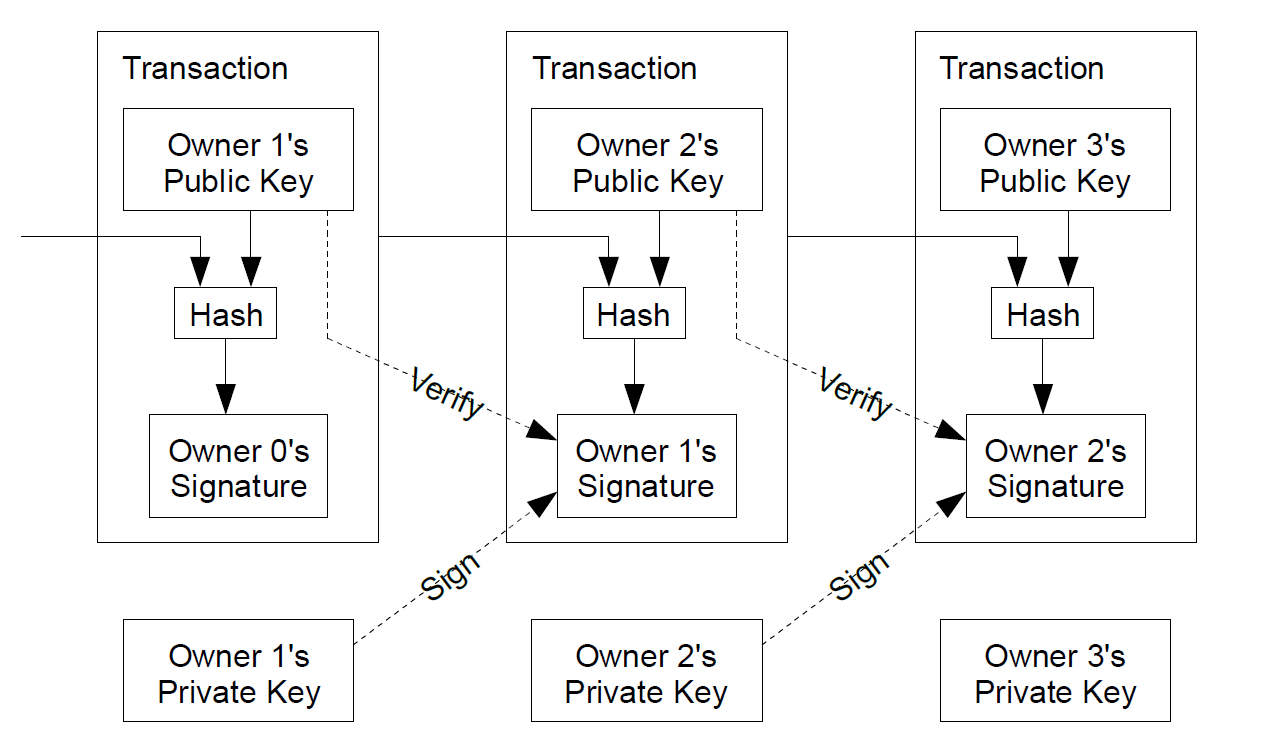 Transaction
Owner 1's
Public Key
Hash
Owner 0's
Signature
Transaction
Owner 2's
Public Key
Hash
Verify
Owner 1's
Signature
Transaction
Owner 3's
Public Key
Hash
Verify
Owner 2's
Signature
Sign
Sign
Owner 1's
Private Key
Owner 2's
Private Key
Owner 3's
Private Key